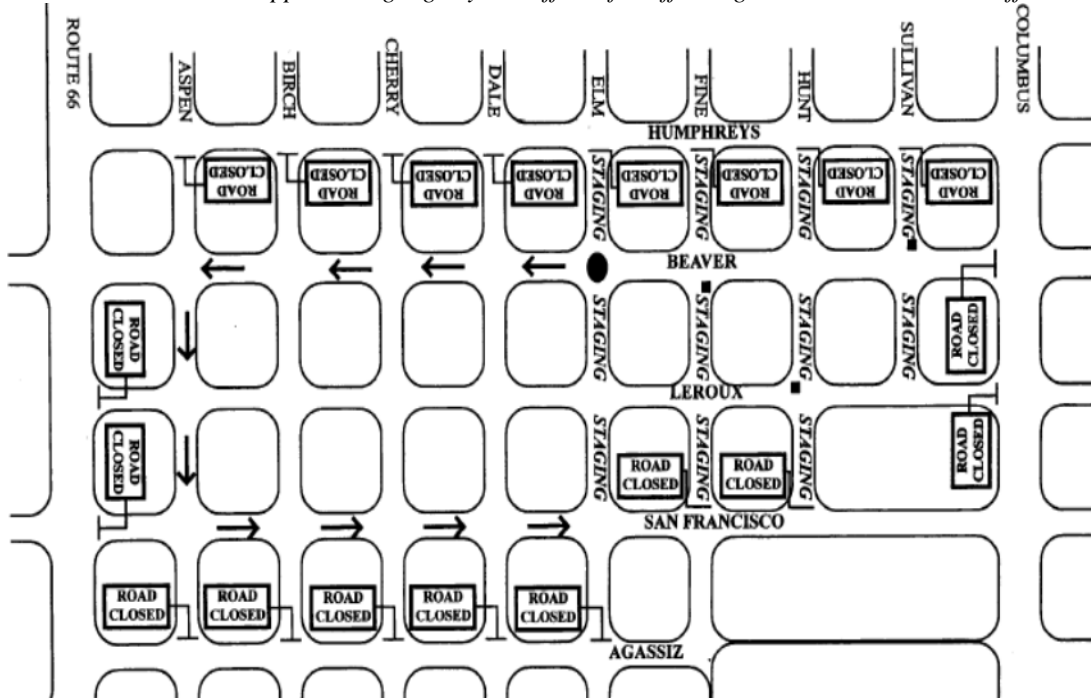 ROUTE 66
ASPEN
BIRCH
CHERRY
DALE
ELM
FINE
HUNT
SULLIVAN
COLUMBUS
HUMPHREYS
ROAD
CLOSED
ROAD
CLOSED
ROAD
CLOSED
ROAD
CLOSED
STAGING
ROAD
CLOSED
STAGING
ROAD
CLOSED
STAGING
ROAD
CLOSED
STAGING
ROAD
CLOSED
BEAVER
ROAD
CLOSED
STAGING
STAGING
STAGING
STAGING
ROAD
CLOSED
LEROUX
ROAD
CLOSED
STAGING
ROAD
CLOSED
STAGING
ROAD
CLOSED
STAGING
ROAD
CLOSED
SAN FRANCISCO
ROAD
CLOSED
ROAD
CLOSED
ROAD
CLOSED
ROAD
CLOSED
ROAD
CLOSED
AGASSIZ